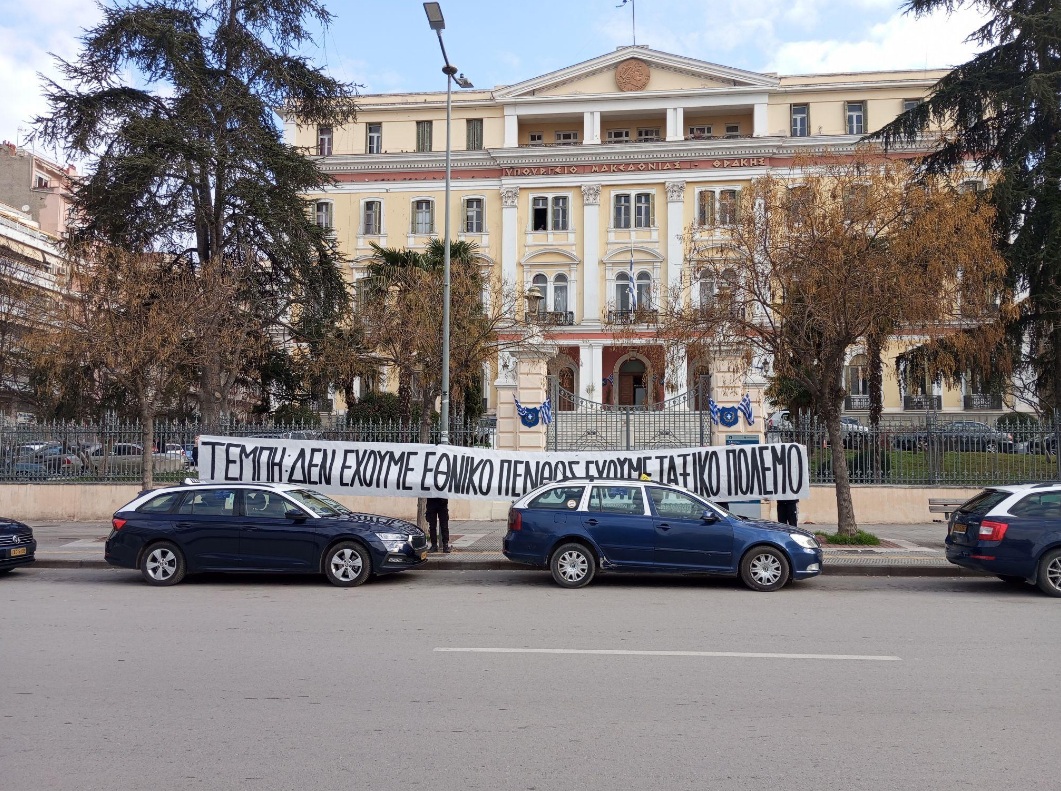 ΥΠΟΥΡΓΕΙΟ ΜΑΚΕΔΟΝΙΑΣ ΘΡΑΚΗΣ
ΤΕΜΠΗ: ΔΕΝ ΕΧΟΥΜΕ ΕΘΝΙΚΟ ΠΕΝΘΟΣ ΕΧΟΥΜΕ ΤΑΞΙΚΟ ΠΟΛΕΜΟ